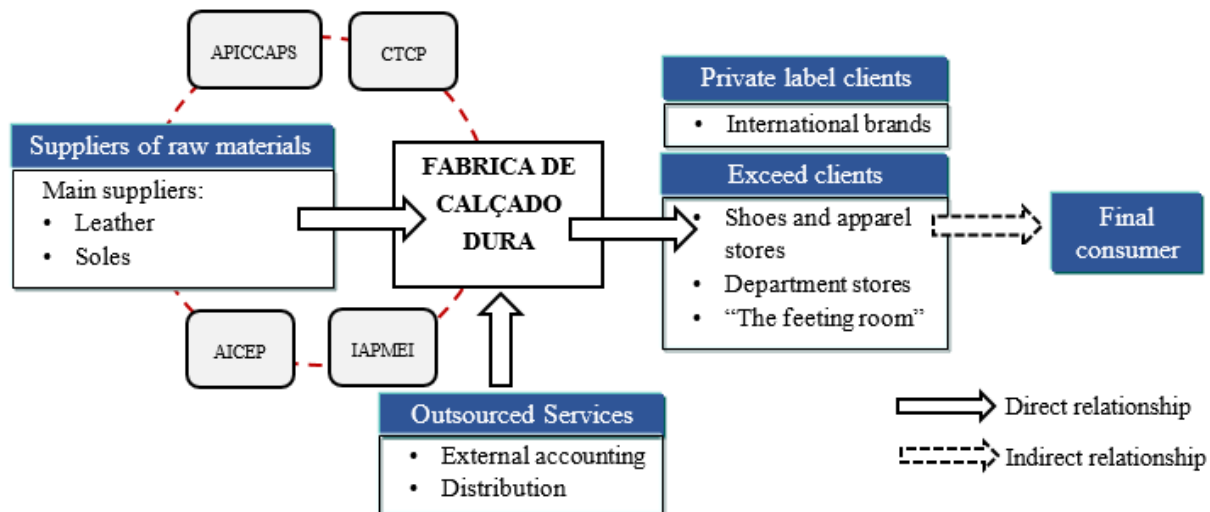 APICCAPS
CTCP
Suppliers of raw materials
Main suppliers:
• Leather
• Soles
FABRICA DE
CALÇADO
DURA
AICEP
IAPMEI
Outsourced Services
• External accounting
• Distribution
Private label clients
• International brands
Exceed clients
• Shoes and apparel
stores
• Department stores
• “The feeting room”
Final
consumer
Direct relationship
Indirect relationship